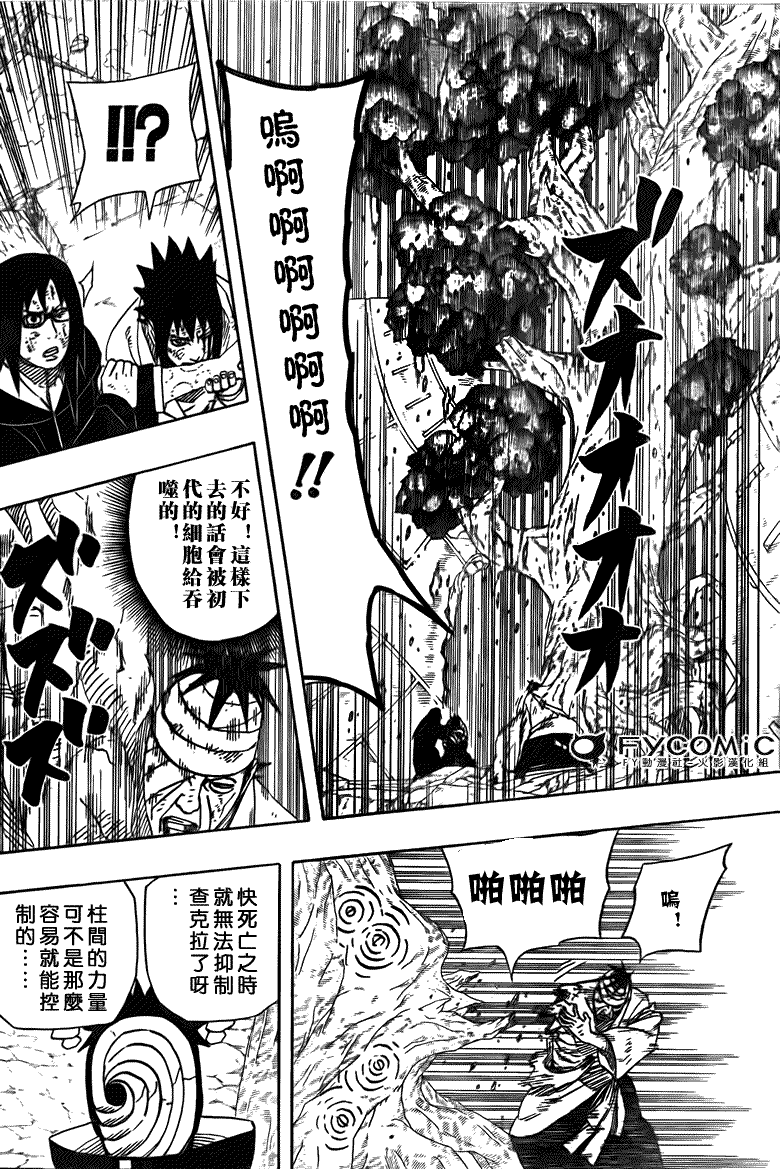 ズオオオオオ
嗚啊啊啊啊啊啊!!
!!?
不好！這樣下
去的話會被初
代的細胞給吞
噬的！
ズズズ
FYCOMIC
FY動漫社－火影漢化組
嗚！
啪啪啪
快死亡之時
就無法抑制
查克拉了呀
…
柱間的力量
可不是那麼
容易就能控
制的……